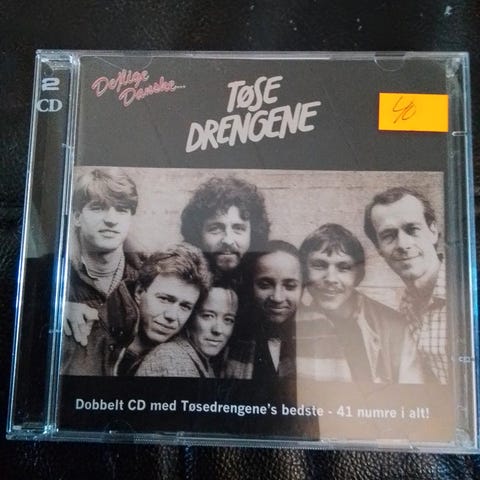 2
CD
Dejlige
Danske...
TØSE
DRENGENE
40
Dobbelt CD med Tøsedrengene's bedste - 41 numre i alt!